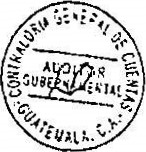 CONTRALORIA GENERAL DE CUENTAS
AUDITOR
GUBERNAMENTAL
GUATEMALA, C.A.